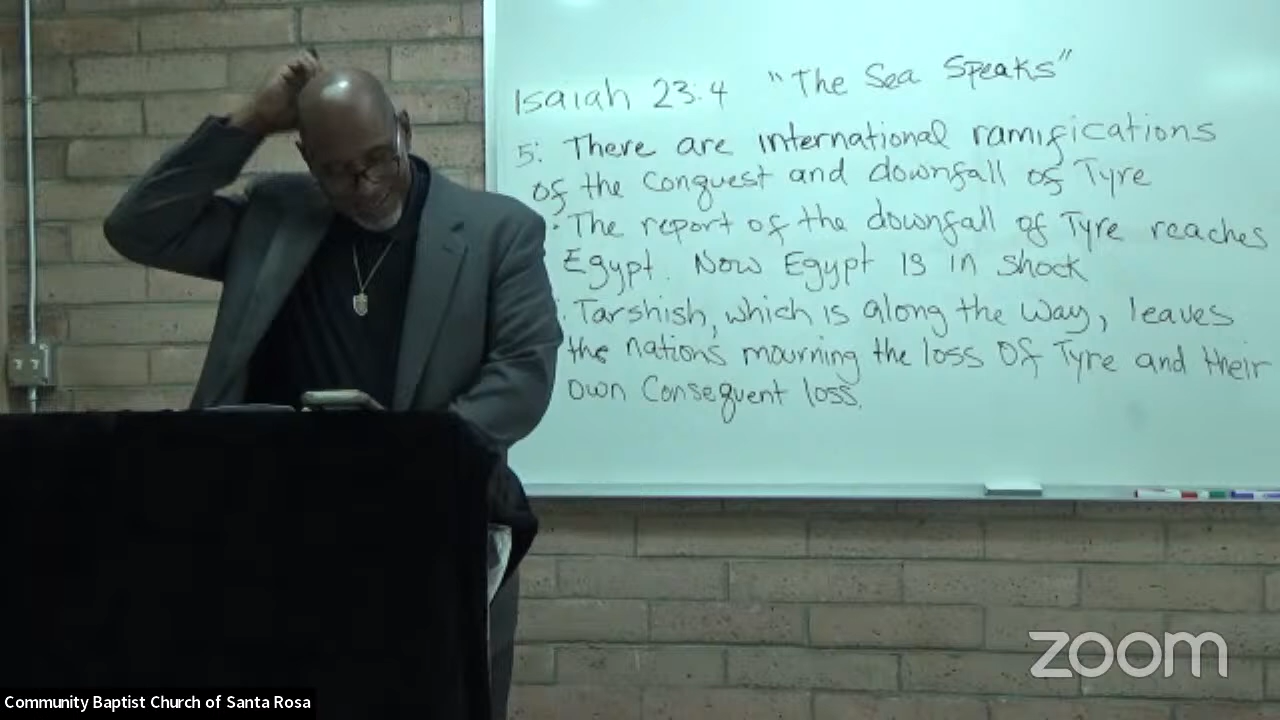 Isaiah 23:4 "The Sea Speaks"
5: There are international ramifications
of the Conquest and downfall of Tyre
• The report of the downfall of Tyre reaches
Egypt. Now Egypt is in shock
: Tarshish, which is along the way, leaves
the nations mourning the loss of Tyre and their
own Consequent loss.
zoom
Community Baptist Church of Santa Rosa